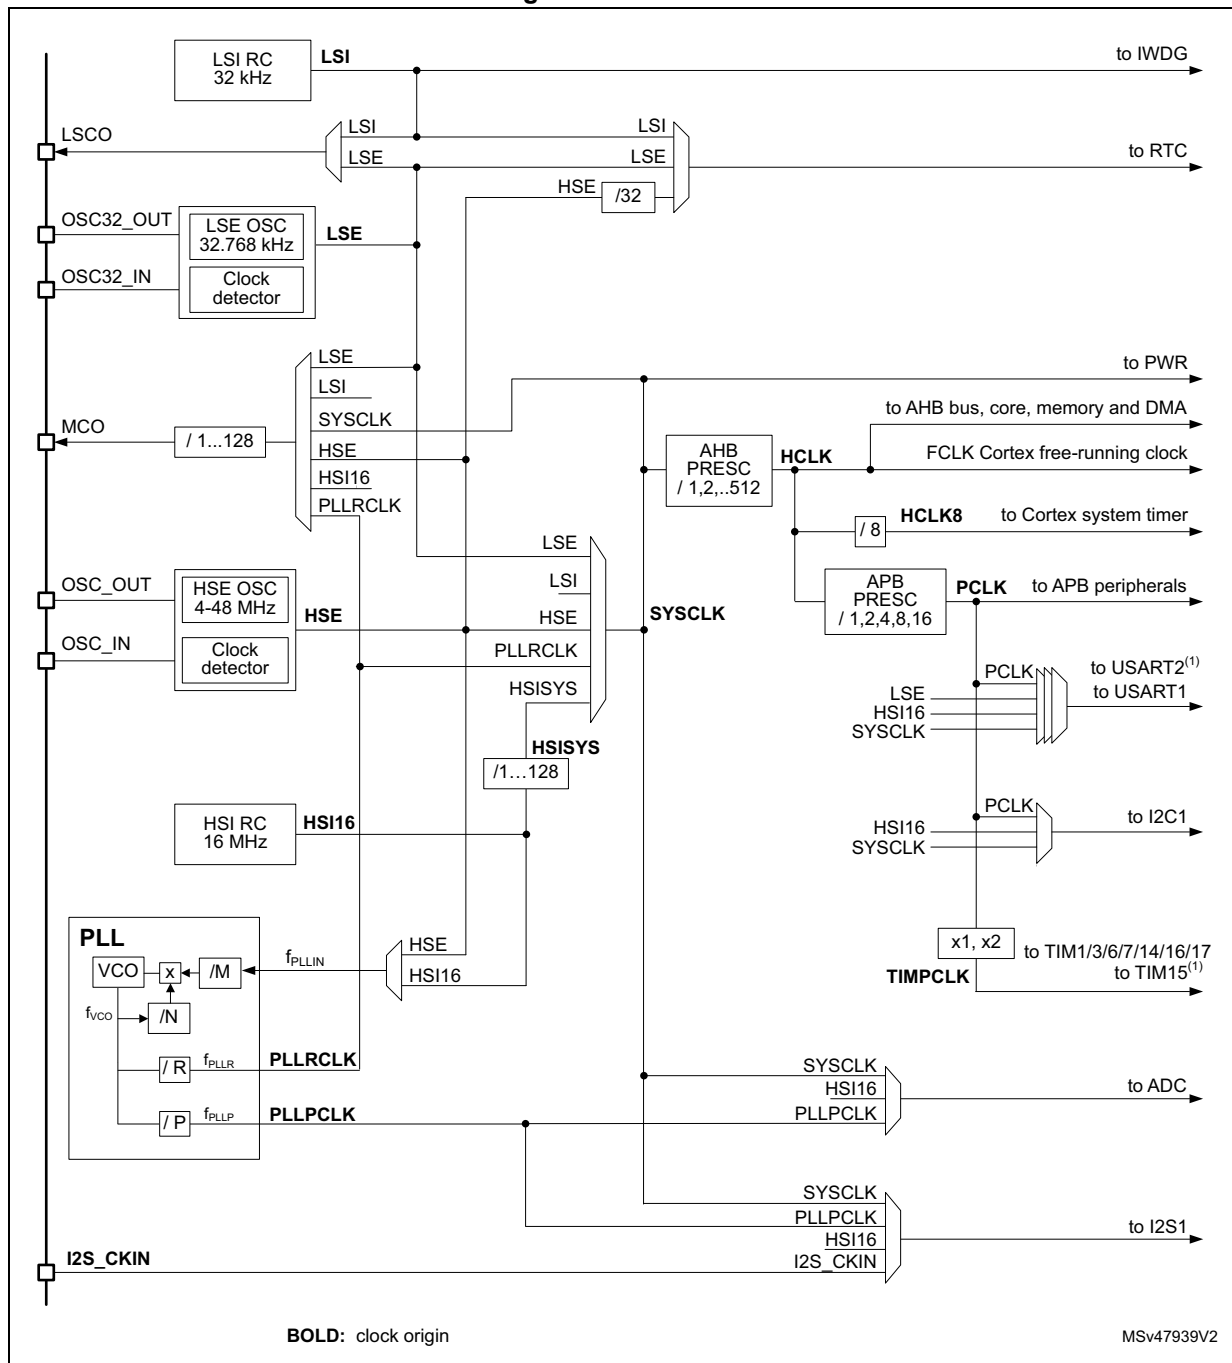 LSI RC
32 kHz
LSI
to IWDG
LSCO
LSI
LSI
LSE
LSE
to RTC
HSE
/32
OSC32_OUT
LSE OSC
32.768 kHz
LSE
OSC32_IN
Clock
detector
LSE
to PWR
LSI
SYSCLK
to AHB bus, core, memory and DMA
MCO
/ 1...128
HSE
AHB
PRESC
/ 1,2,..512
HCLK
FCLK Cortex free-running clock
HSI16
PLLRCLK
HCLK8
to Cortex system timer
/ 8
LSE
OSC_OUT
HSE OSC
4-48 MHz
LSI
APB
PRESC
/ 1,2,4,8,16
PCLK
to APB peripherals
HSE
HSE
SYSCLK
OSC_IN
Clock
detector
PLLRCLK
PCLK
to USART2(1)
to USART1
HSISYS
LSE
HSI16
SYSCLK
HSISYS
/1...128
HSI RC
16 MHz
HSI16
PCLK
to I2C1
HSI16
SYSCLK
PLL
HSE
x1, x2
to TIM1/3/6/7/14/16/17
to TIM15(1)
TIMPCLK
VCO
x
/M
fPLLIN
HSI16
fVCO
/N
/ R
fPLLR
PLLRCLK
SYSCLK
HSI16
PLLPCLK
to ADC
/ P
fPLLP
PLLPCLK
SYSCLK
PLLPCLK
HSI16
I2S_CKIN
to I2S1
I2S_CKIN
BOLD: clock origin
MSv47939V2